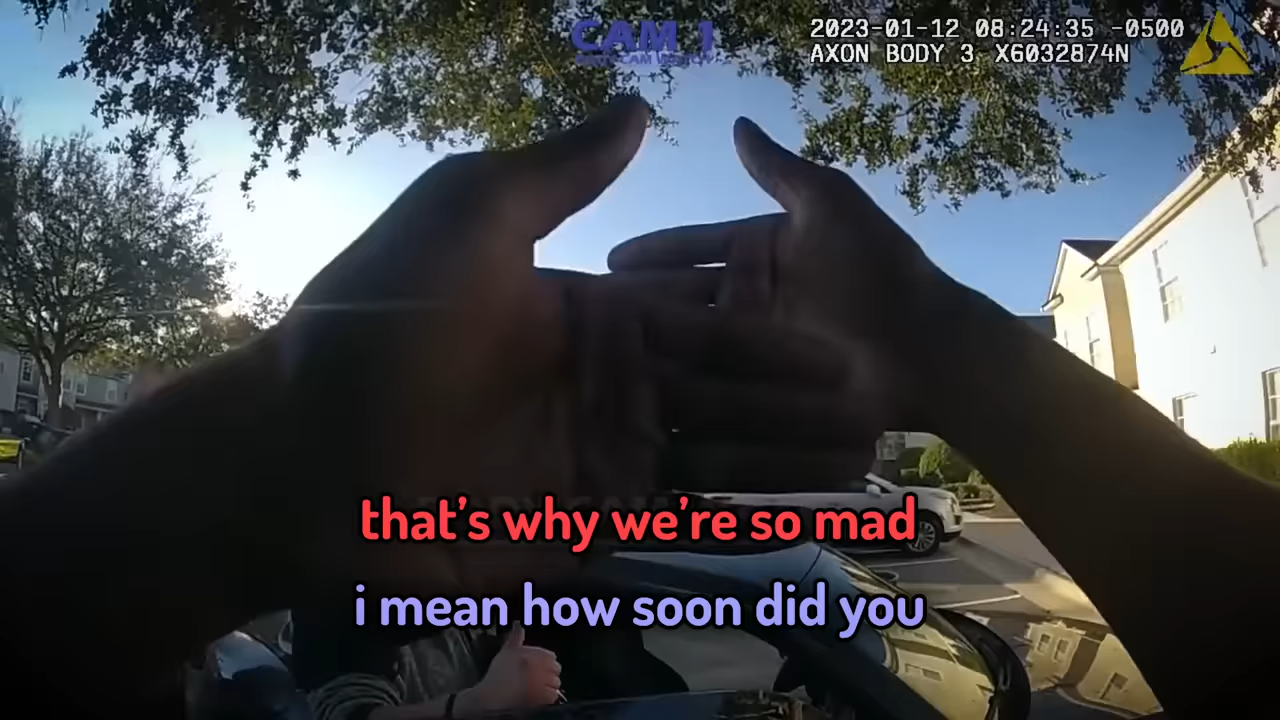 CAM 1
2023-01-12 08:24:35 -0500
AXON BODY 3 X6032874N
that's why we're so mad
i mean how soon did you